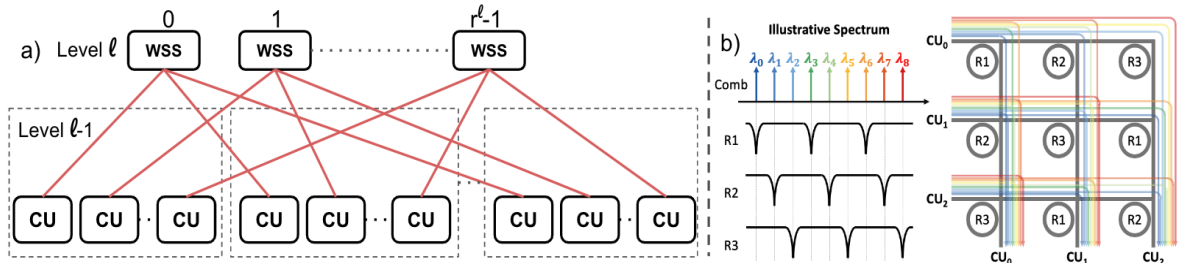 a)
Level ℓ
0
1
r^ℓ-1
WSS
WSS
WSS
Level ℓ-1
CU
CU
CU
CU
CU
CU
CU
CU
CU
b)
Illustrative Spectrum
λ0 λ1 λ2 λ3 λ4 λ5 λ6 λ7 λ8
Comb
R1
R2
R3
CU0
R1 R2 R3
CU1
R2 R3 R1
CU2
R3 R1 R2
CU0 CU1 CU2